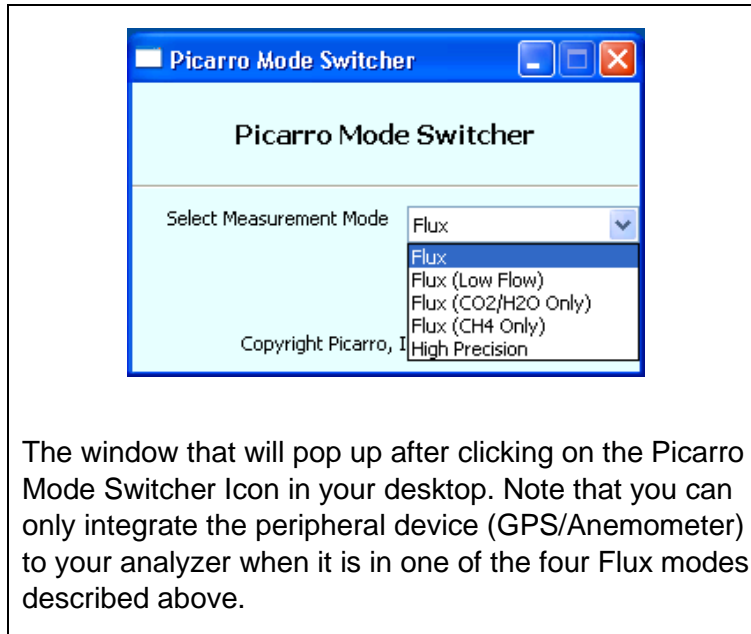 Picarro Mode Switcher
Picarro Mode Switcher
Select Measurement Mode
Flux
Flux
Flux (Low Flow)
Flux (CO2/H2O Only)
Flux (CH4 Only)
High Precision
Copyright Picarro, I
The window that will pop up after clicking on the Picarro
Mode Switcher Icon in your desktop. Note that you can
only integrate the peripheral device (GPS/Anemometer)
to your analyzer when it is in one of the four Flux modes
described above.